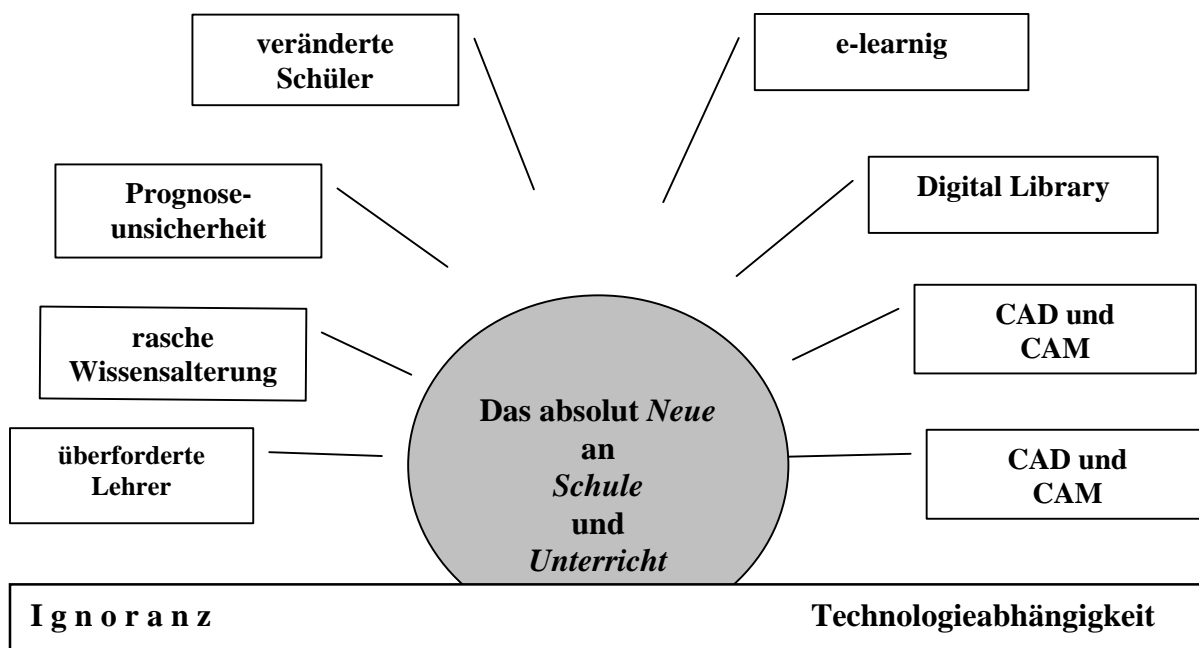 veränderte
Schüler
e-learnig
Prognose-
unsicherheit
Digital Library
rasche
Wissensalterung
CAD und
CAM
Das absolut Neue
an
Schule
und
Unterricht
überforderte
Lehrer
CAD und
CAM
Ignoranz
Technologieabhängigkeit